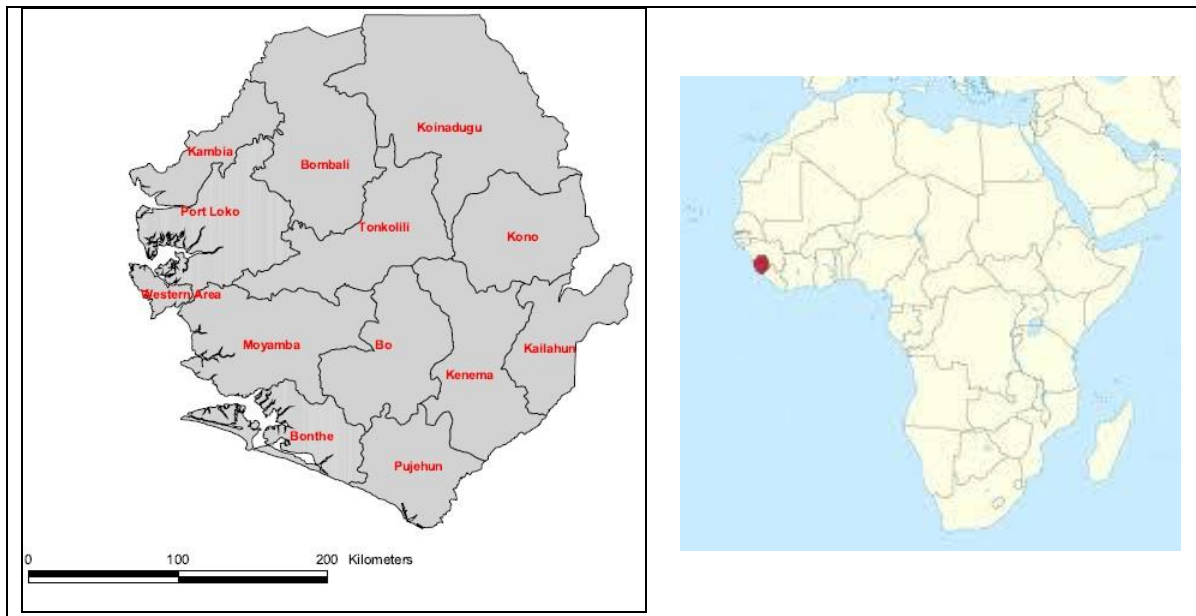 Koinadugu
Kambia
Bombali
Port Loko
Tonkolili
Kono
Western Area
Moyamba
Bo
Kailahun
Kenema
Bonthe
Pujehun
0 100 200 Kilometers